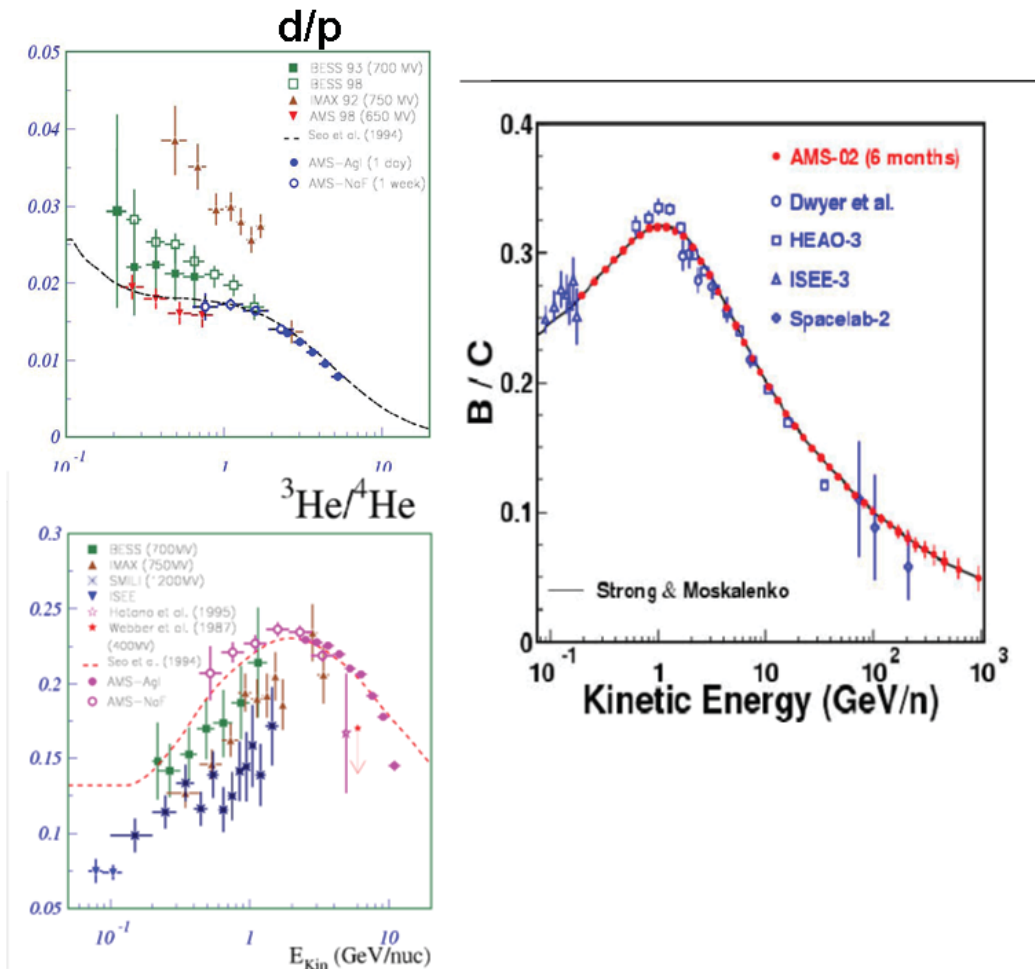 d/p
0.05
0.04
0.03
0.02
0.01
0
BESS 93 (700 MV)
BESS 98
IMAX 92 (750 MV)
AMS 98 (650 MV)
Seo et al. (1994)
AMS-Agl (1 day)
AMS-NaF (1 week)
10⁻¹
1
10
³He/⁴He
0.3
0.25
0.2
0.15
0.1
0.05
BESS (700MV)
IMAX (750MV)
SMILI (1200MV)
ISEE
Hatano et al. (1995)
Webber et al. (1987)
(400MV)
Seo et al. (1994)
AMS-Agl
AMS-NaF
10⁻¹
1
10
E_Kin (GeV/nuc)
B / C
0.4
0.3
0.2
0.1
0
AMS-02 (6 months)
Dwyer et al.
HEAO-3
ISEE-3
Spacelab-2
Strong & Moskalenko
10⁻¹
1
10
10²
10³
Kinetic Energy (GeV/n)